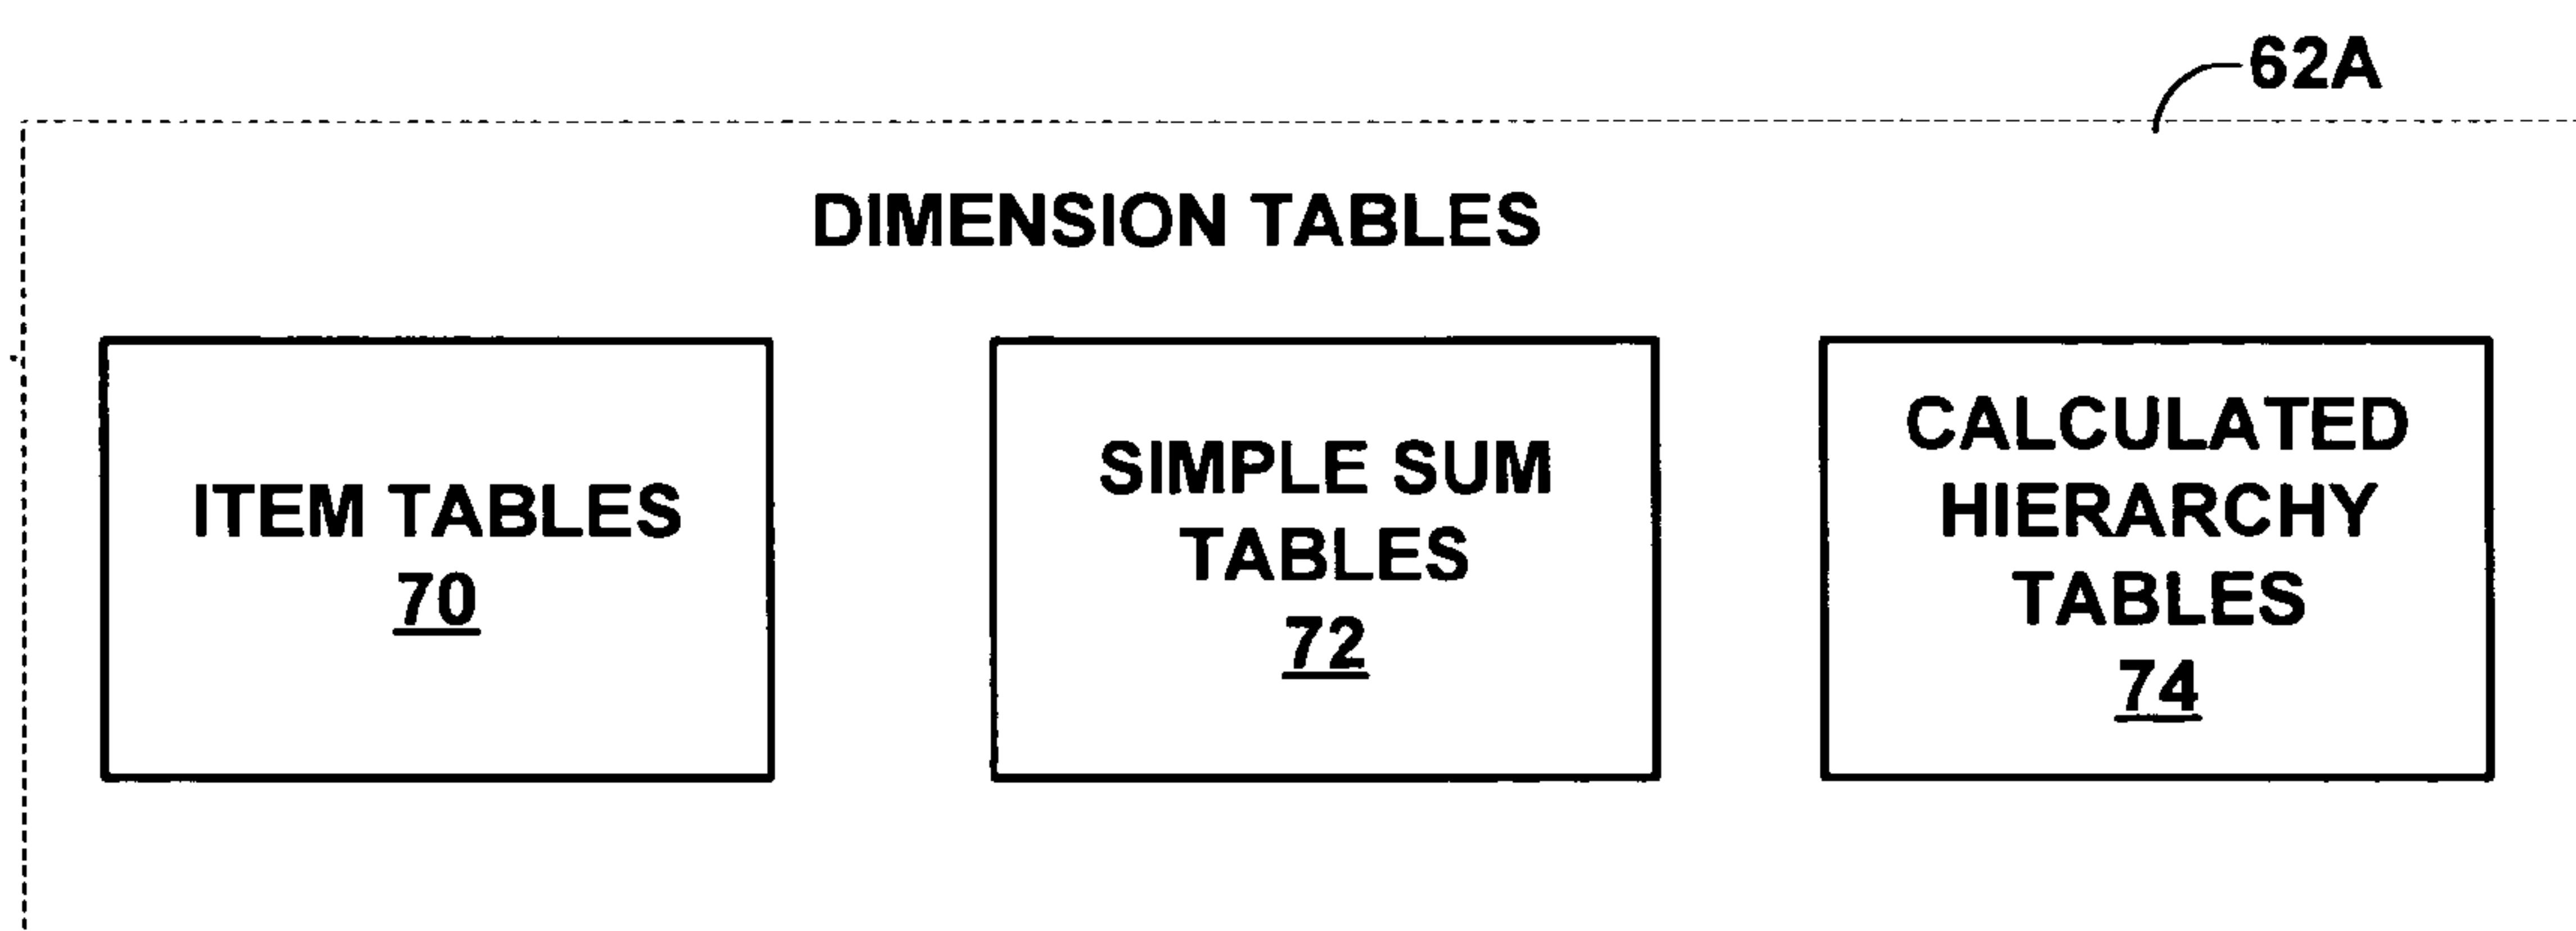 62A
DIMENSION TABLES
ITEM TABLES
70
SIMPLE SUM
TABLES
72
CALCULATED
HIERARCHY
TABLES
74